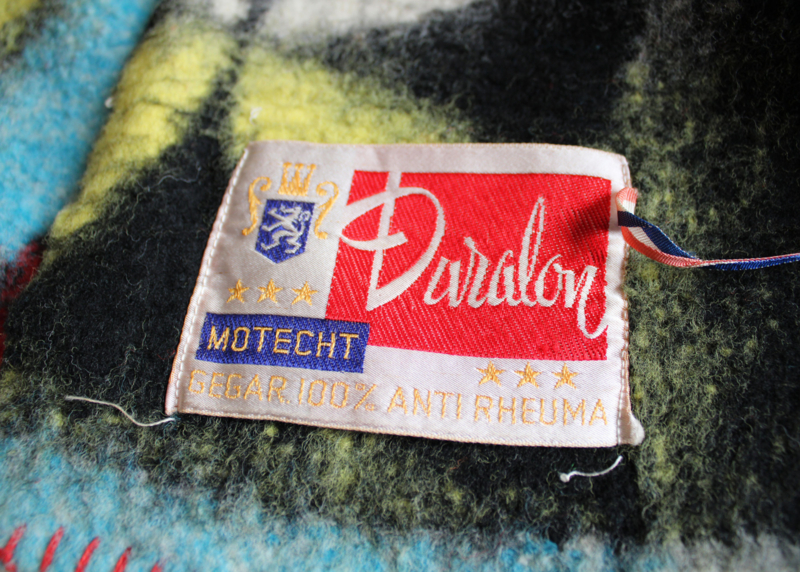 Duralon
MOTECHT
GEGAR. 100% ANTI RHEUMA